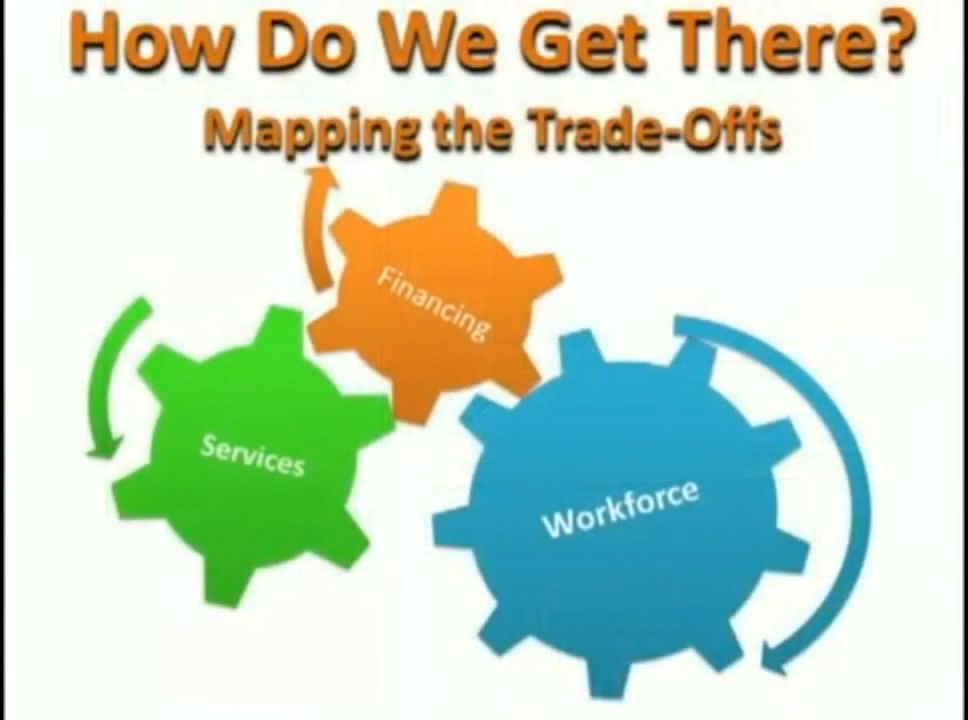 How Do We Get There?
Mapping the Trade-Offs
Financing
Services
Workforce